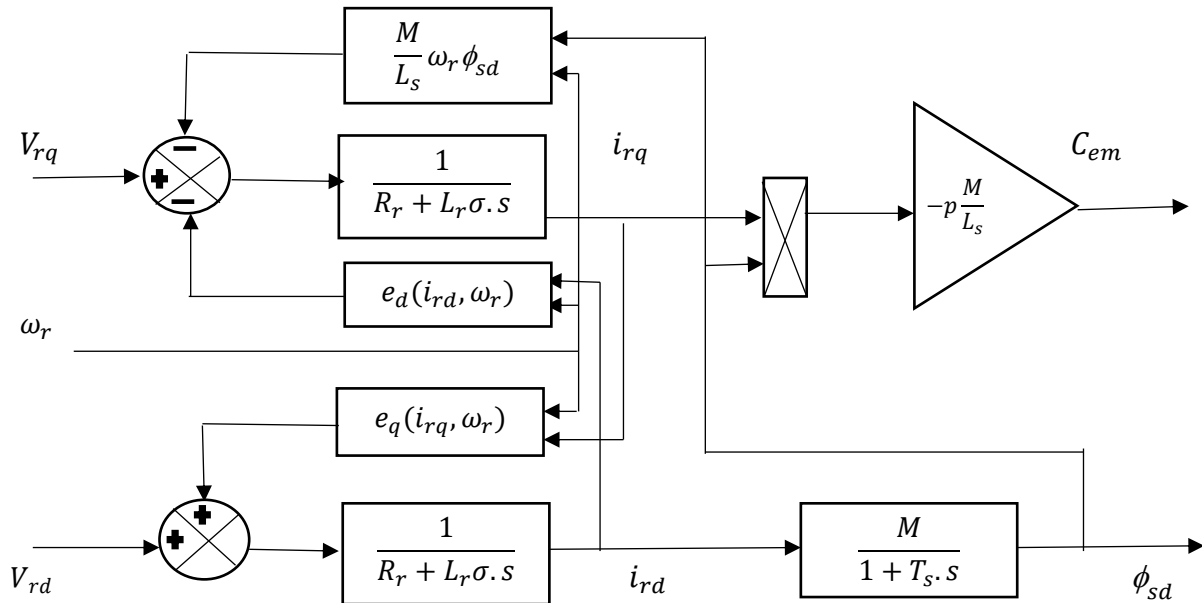 M/L_s ω_r ϕ_sd
V_rq
−
+
−
1/(R_r + L_r σ. s)
i_rq
−p M/L_s
C_em
e_d(i_rd, ω_r)
ω_r
e_q(i_rq, ω_r)
+
+
V_rd
1/(R_r + L_r σ. s)
i_rd
M/(1 + T_s. s)
ϕ_sd